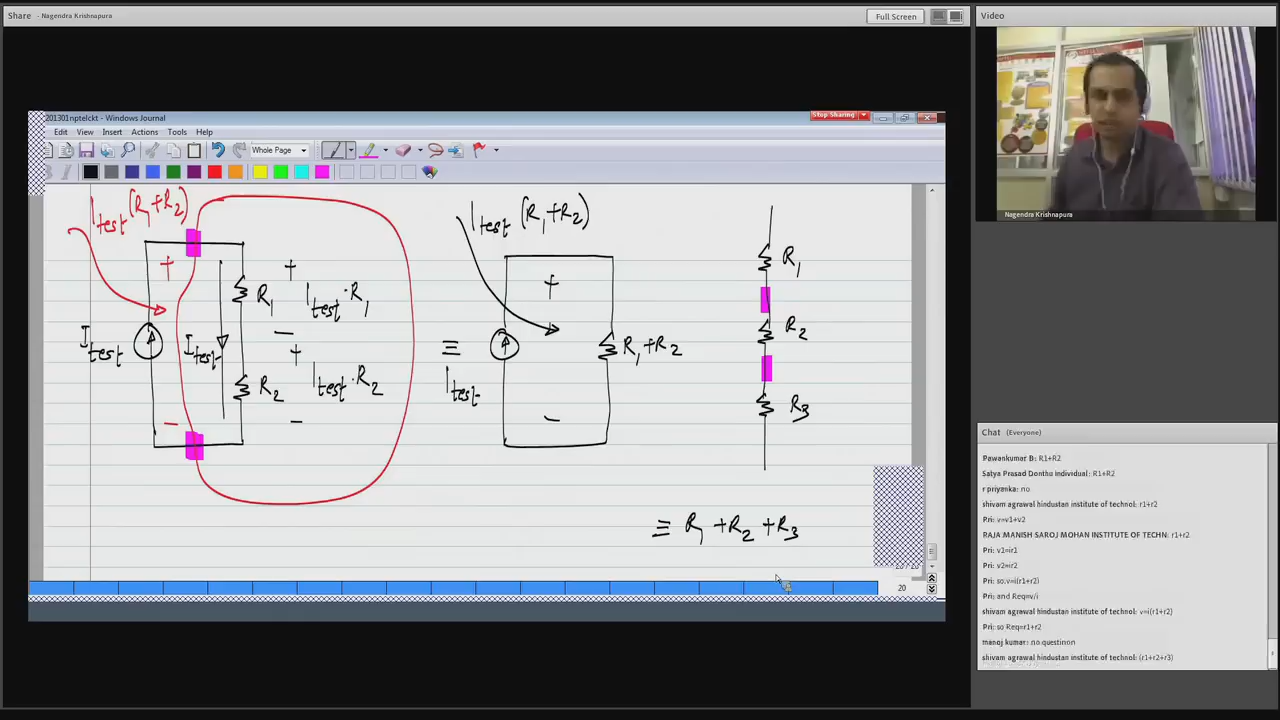 Share - Nagendra Krishnapura
Full Screen
Video
201301nptelckt - Windows Journal
Stop Sharing
Edit View Insert Actions Tools Help
Whole Page
Itest (R1+R2)
+
R1
+
Itest·R1
-
Itest
Itest
+
R2
Itest·R2
-
-
Itest (R1+R2)
+
≡
R1+R2
Itest
-
R1
R2
R3
≡ R1 +R2 +R3
20
Nagendra Krishnapura
Chat (Everyone)
Pawankumar B: R1+R2
Satya Prasad Donthu individual: R1+R2
r priyanka: no
shivam agrawal hindustan institute of technol: r1+r2
Pri: v=v1+v2
RAJA MANISH SAROJ MOHAN INSTITUTE OF TECHN: r1+r2
Pri: v1=ir1
Pri: v2=ir2
Pri: so,v=i(r1+r2)
Pri: and Req=v/i
shivam agrawal hindustan institute of technol: v=i(r1+r2)
Pri: so Req=r1+r2
manoj kumar: no questinon
shivam agrawal hindustan institute of technol: (r1+r2+r3)